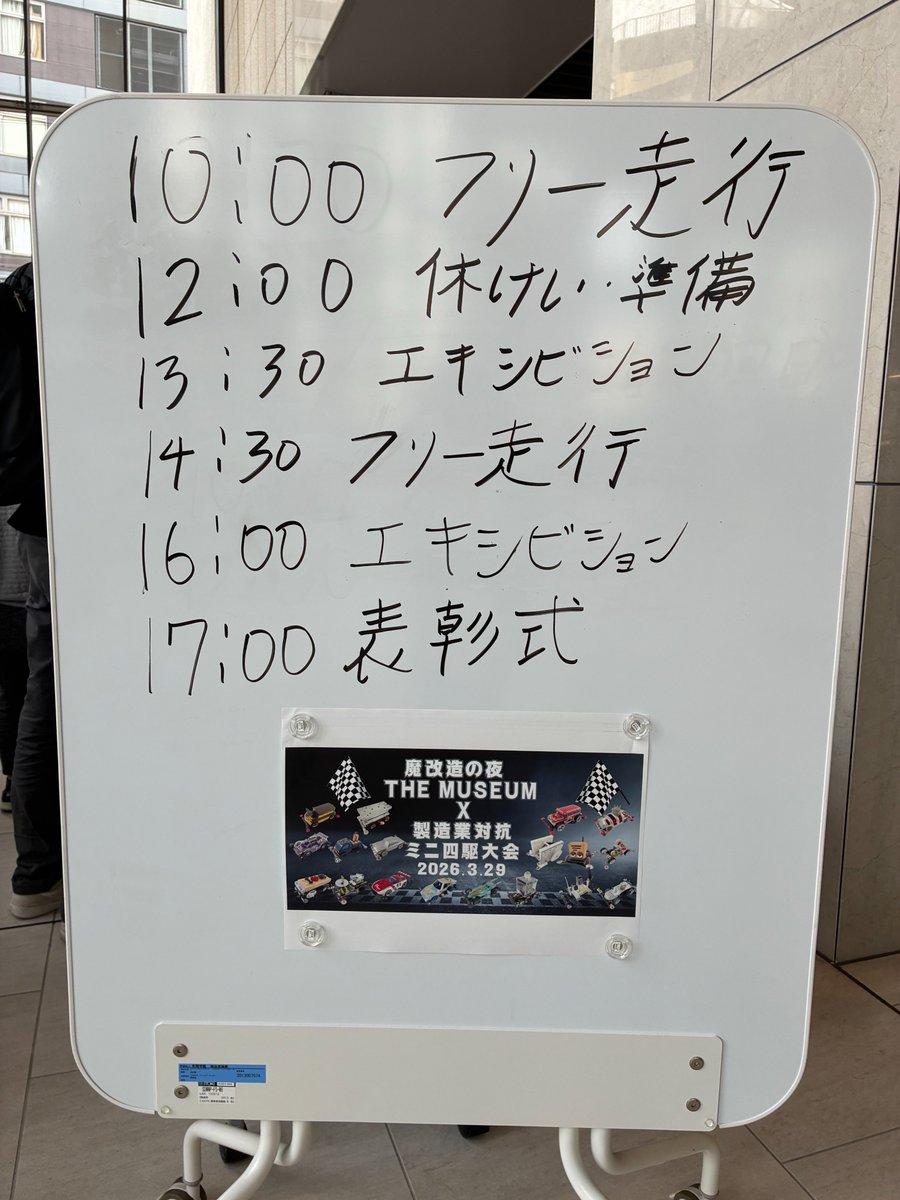 10:00 フリー走行
12:00 休けい・準備
13:30 エキシビション
14:30 フリー走行
16:00 エキシビション
17:00 表彰式
魔改造の夜
THE MUSEUM
X
製造業対抗
ミニ四駆大会
2026.3.29